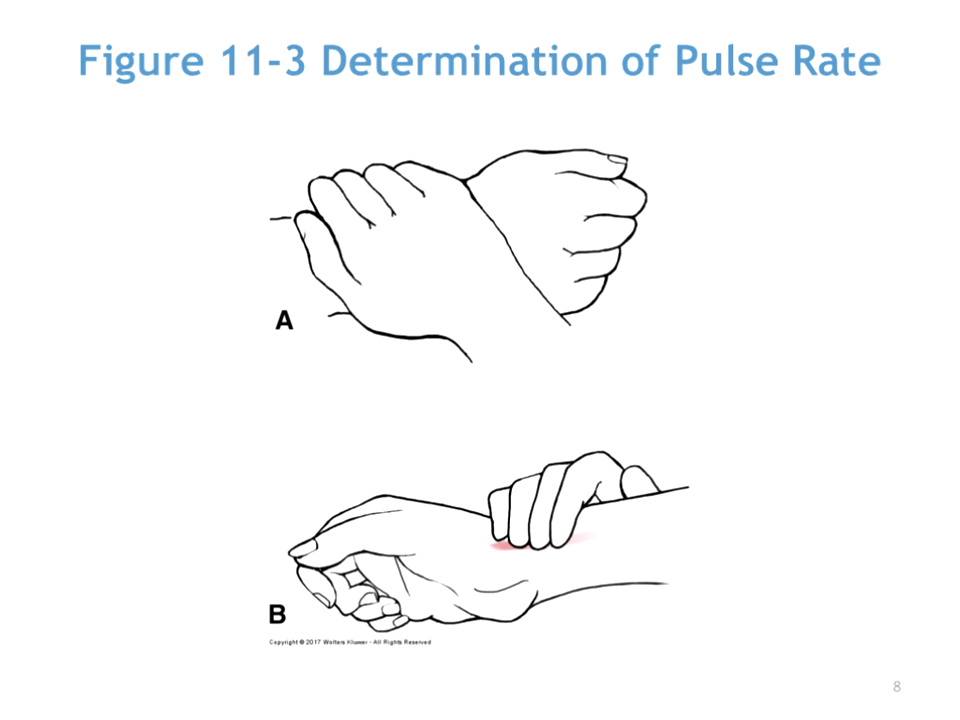 Figure 11-3 Determination of Pulse Rate
A
B
Copyright © 2017 Wolters Kluwer - All Rights Reserved
8